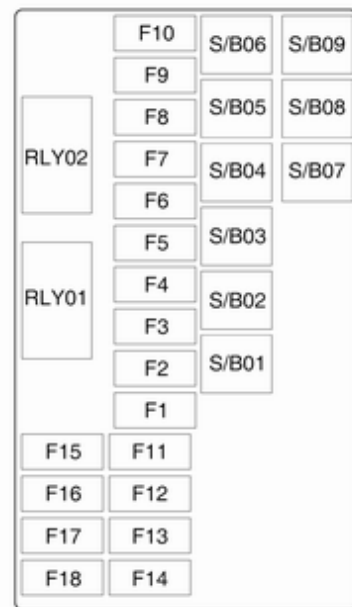 F10 S/B06 S/B09
F9
F8 S/B05 S/B08
RLY02 F7 S/B04 S/B07
F6
F5 S/B03
F4
RLY01 S/B02
F3
F2 S/B01
F1
F15 F11
F16 F12
F17 F13
F18 F14